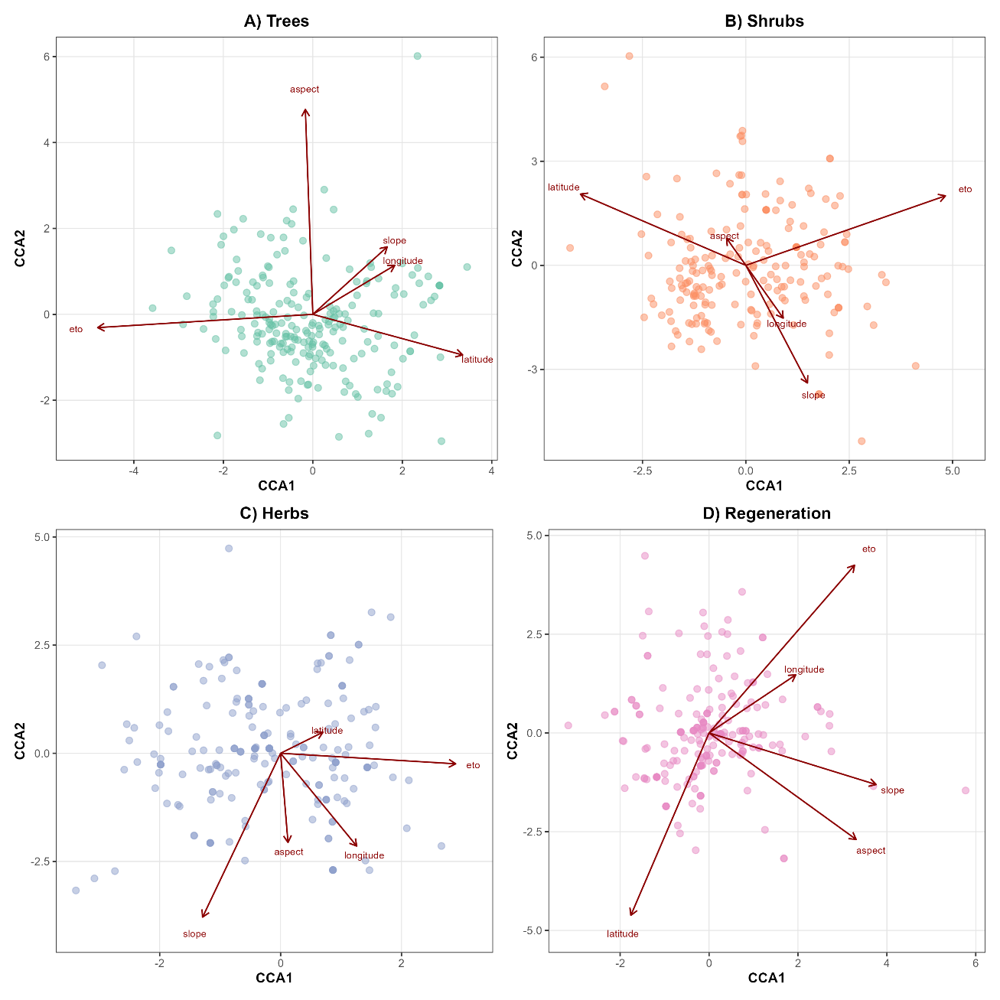 A) Trees
6
4
2
0
-2
-4
-2
0
2
4
CCA1
CCA2
aspect
slope
longitude
eto
latitude
B) Shrubs
6
3
0
-3
-2.5
0.0
2.5
5.0
CCA1
CCA2
latitude
eto
aspect
longitude
slope
C) Herbs
5.0
2.5
0.0
-2.5
-2
0
2
CCA1
CCA2
latitude
eto
aspect
longitude
slope
D) Regeneration
5.0
2.5
0.0
-2.5
-5.0
-2
0
2
4
6
CCA1
CCA2
eto
longitude
slope
aspect
latitude